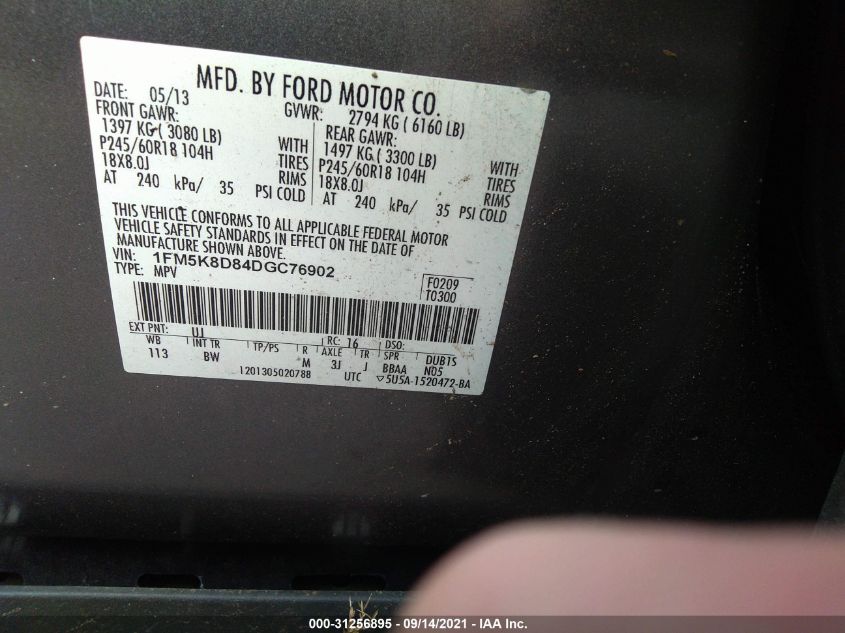 MFD. BY FORD MOTOR CO.
DATE: 05/13 GVWR: 2794 KG ( 6160 LB)
FRONT GAWR: REAR GAWR:
1397 KG ( 3080 LB) WITH 1497 KG ( 3300 LB) WITH
P245/60R18 104H TIRES P245/60R18 104H TIRES
18X8.0J RIMS 18X8.0J RIMS
AT 240 kPa/ 35 PSI COLD AT 240 kPa/ 35 PSI COLD
THIS VEHICLE CONFORMS TO ALL APPLICABLE FEDERAL MOTOR
VEHICLE SAFETY STANDARDS IN EFFECT ON THE DATE OF
MANUFACTURE SHOWN ABOVE.
VIN: 1FM5K8D84DGC76902
TYPE: MPV
F0209
T0300
EXT PNT: UJ RC: 16 DSO:
WB INT TR TP/PS R AXLE TR SPR DUB1S
113 BW M 3J J BBAA N05
1201305020788 UTC ▽5U5A-1520472-BA
000-31256895 - 09/14/2021 - IAA Inc.